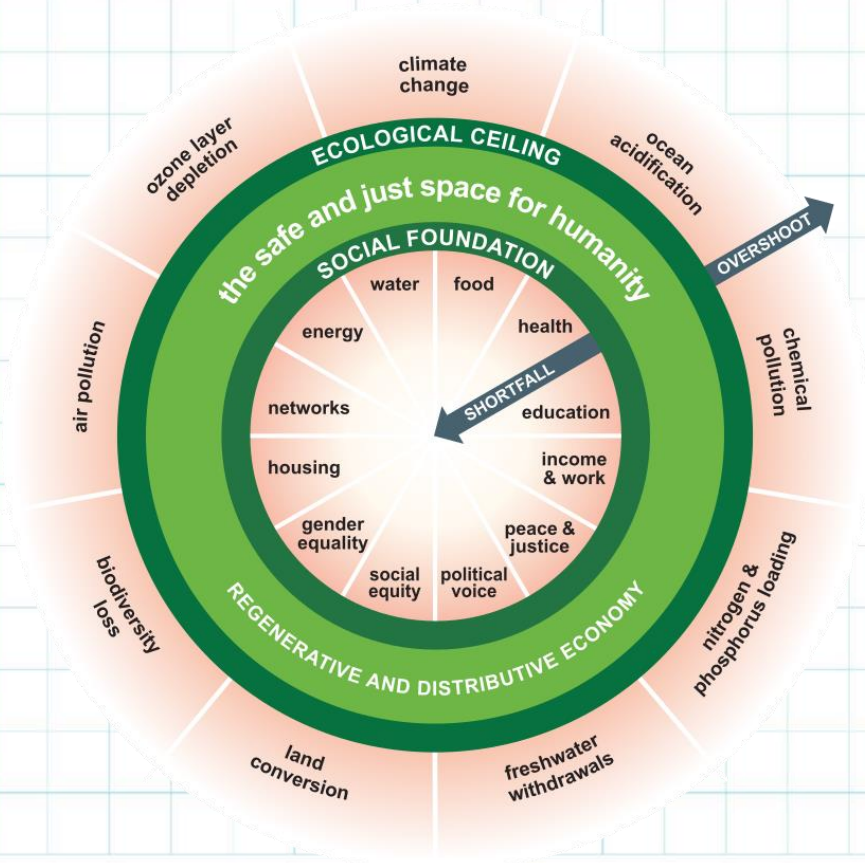 climate
change
ocean
acidification
chemical
pollution
nitrogen &
phosphorus loading
freshwater
withdrawals
land
conversion
biodiversity
loss
air pollution
ozone layer
depletion
ECOLOGICAL CEILING
the safe and just space for humanity
SOCIAL FOUNDATION
OVERSHOOT
SHORTFALL
water
food
health
education
income
& work
peace &
justice
political
voice
social
equity
gender
equality
housing
networks
energy
REGENERATIVE AND DISTRIBUTIVE ECONOMY